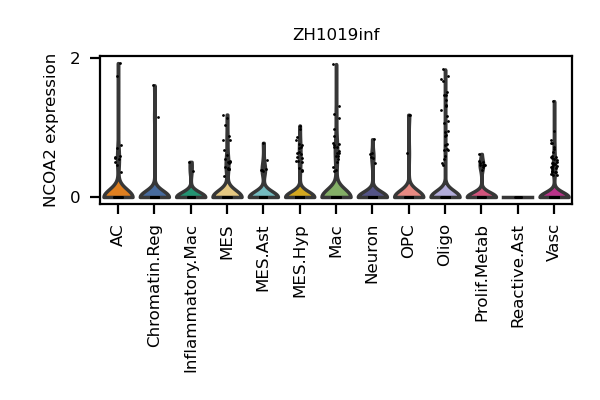 ZH1019inf
NCOA2 expression
2
0
AC
Chromatin.Reg
Inflammatory.Mac
MES
MES.Ast
MES.Hyp
Mac
Neuron
OPC
Oligo
Prolif.Metab
Reactive.Ast
Vasc